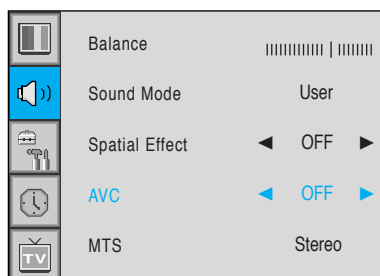 Balance
Sound Mode User
Spatial Effect ◄ OFF ►
AVC ◄ OFF ►
MTS Stereo
TV